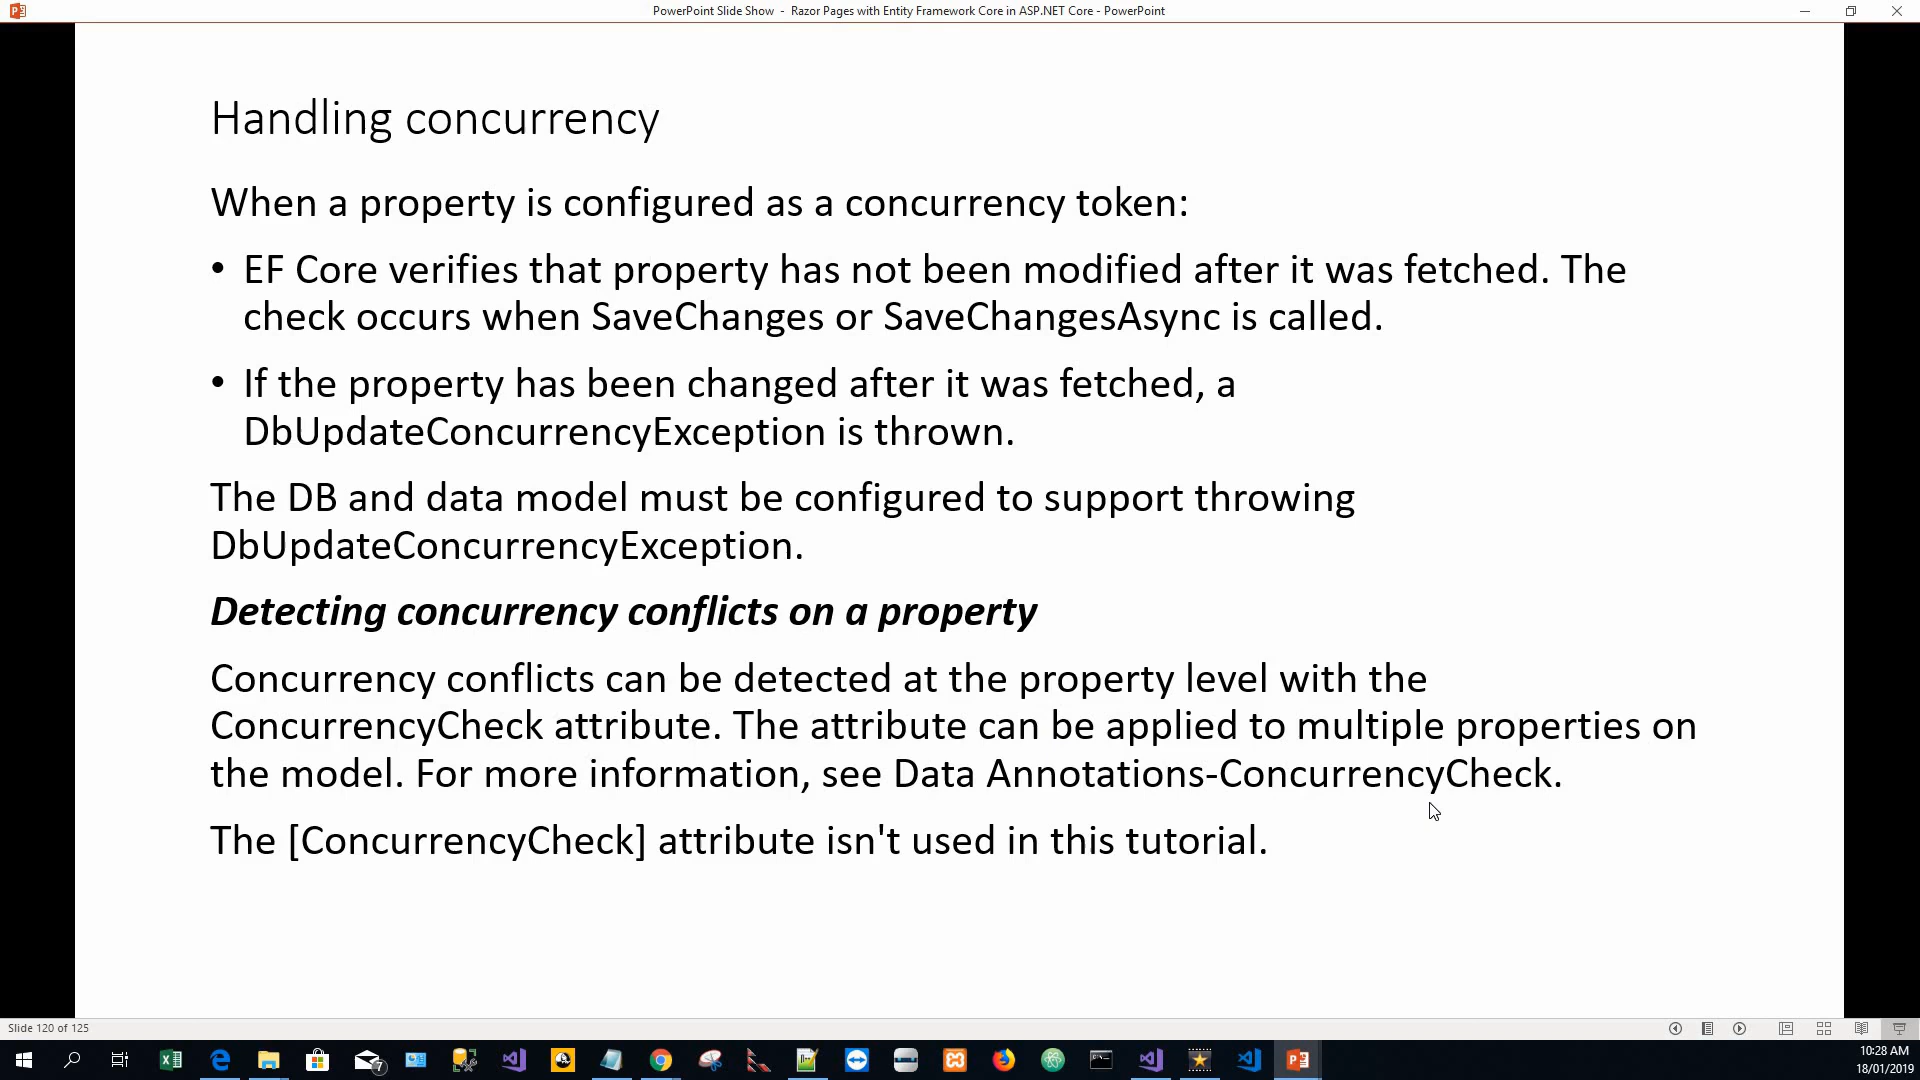 PowerPoint Slide Show - Razor Pages with Entity Framework Core in ASP.NET Core - PowerPoint
Handling concurrency
When a property is configured as a concurrency token:
• EF Core verifies that property has not been modified after it was fetched. The
check occurs when SaveChanges or SaveChangesAsync is called.
• If the property has been changed after it was fetched, a
DbUpdateConcurrencyException is thrown.
The DB and data model must be configured to support throwing
DbUpdateConcurrencyException.
Detecting concurrency conflicts on a property
Concurrency conflicts can be detected at the property level with the
ConcurrencyCheck attribute. The attribute can be applied to multiple properties on
the model. For more information, see Data Annotations-ConcurrencyCheck.
The [ConcurrencyCheck] attribute isn't used in this tutorial.
Slide 120 of 125
7
10:28 AM
18/01/2019